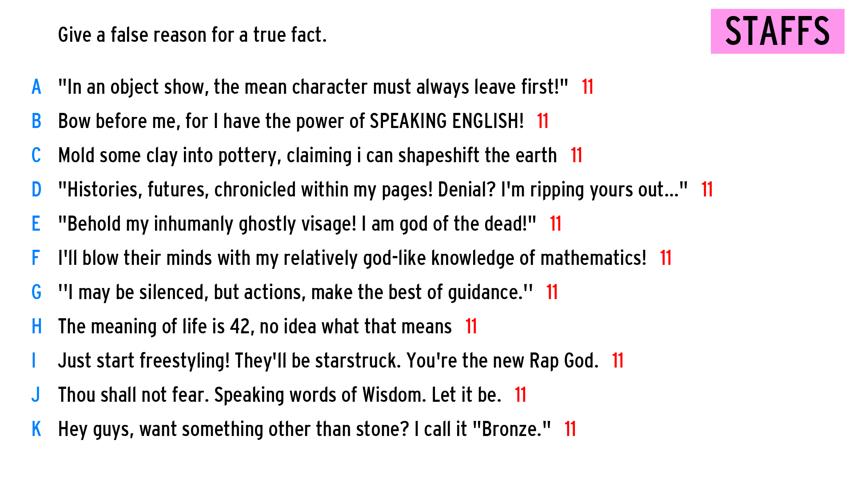 Give a false reason for a true fact.
STAFFS
A "In an object show, the mean character must always leave first!" 11
B Bow before me, for I have the power of SPEAKING ENGLISH! 11
C Mold some clay into pottery, claiming i can shapeshift the earth 11
D "Histories, futures, chronicled within my pages! Denial? I'm ripping yours out..." 11
E "Behold my inhumanly ghostly visage! I am god of the dead!" 11
F I'll blow their minds with my relatively god-like knowledge of mathematics! 11
G ''I may be silenced, but actions, make the best of guidance.'' 11
H The meaning of life is 42, no idea what that means 11
I Just start freestyling! They'll be starstruck. You're the new Rap God. 11
J Thou shall not fear. Speaking words of Wisdom. Let it be. 11
K Hey guys, want something other than stone? I call it "Bronze." 11